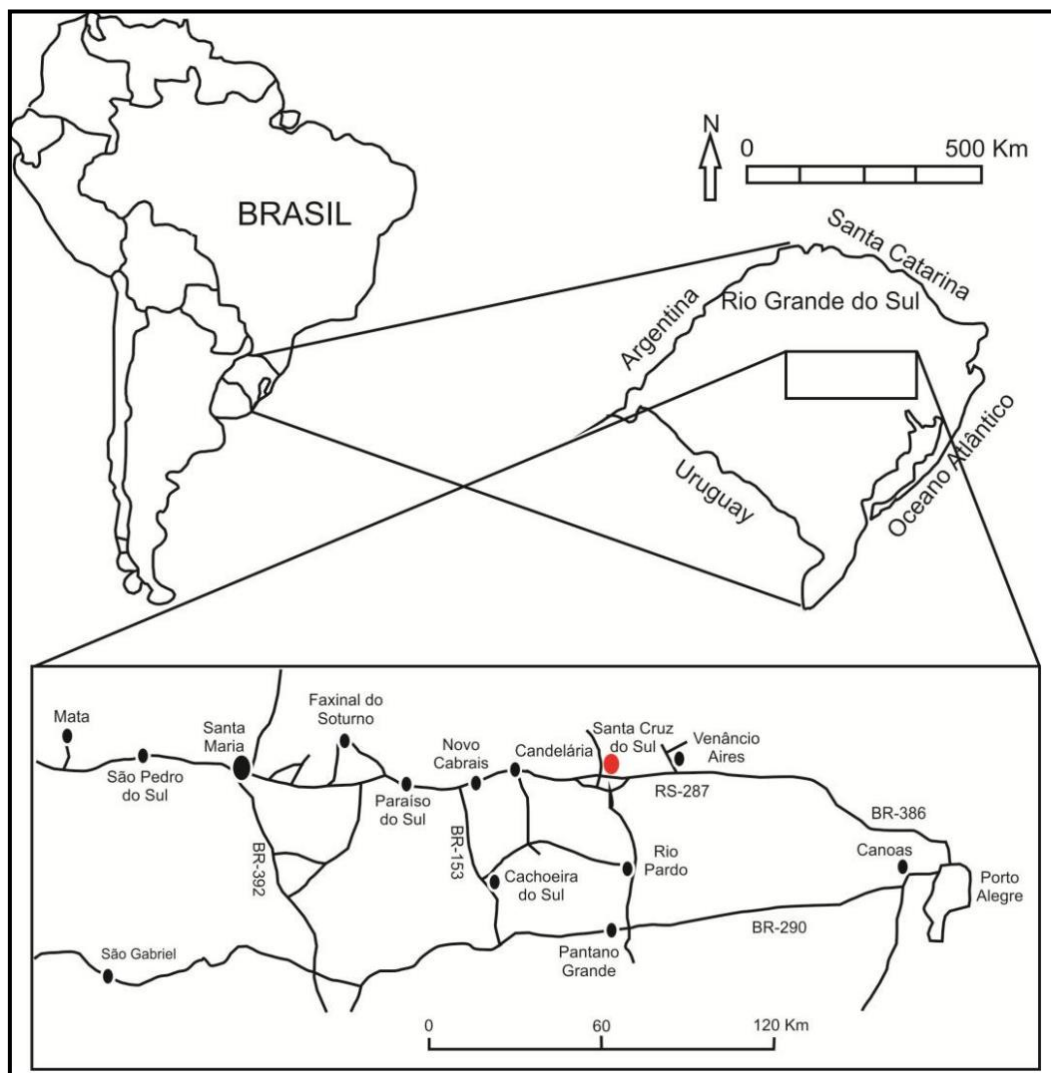 BRASIL
N
0 500 Km
Santa Catarina
Rio Grande do Sul
Argentina
Uruguay
Oceano Atlântico
Mata
São Pedro
do Sul
Santa
Maria
Faxinal do
Soturno
Paraíso
do Sul
Novo
Cabrais
Candelária
Santa Cruz
do Sul
Venâncio
Aires
RS-287
BR-386
BR-392
BR-153
Cachoeira
do Sul
Rio
Pardo
Canoas
Porto
Alegre
São Gabriel
Pantano
Grande
BR-290
0 60 120 Km